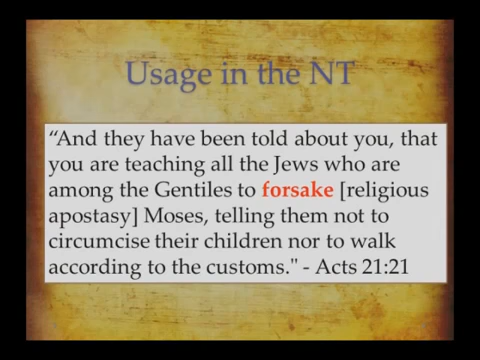 Usage in the NT
“And they have been told about you, that
you are teaching all the Jews who are
among the Gentiles to forsake [religious
apostasy] Moses, telling them not to
circumcise their children nor to walk
according to the customs." - Acts 21:21